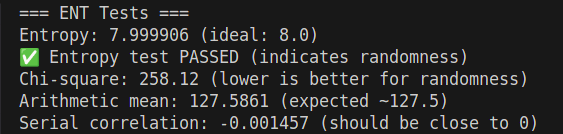 === ENT Tests ===
Entropy: 7.999906 (ideal: 8.0)
✅ Entropy test PASSED (indicates randomness)
Chi-square: 258.12 (lower is better for randomness)
Arithmetic mean: 127.5861 (expected ~127.5)
Serial correlation: -0.001457 (should be close to 0)